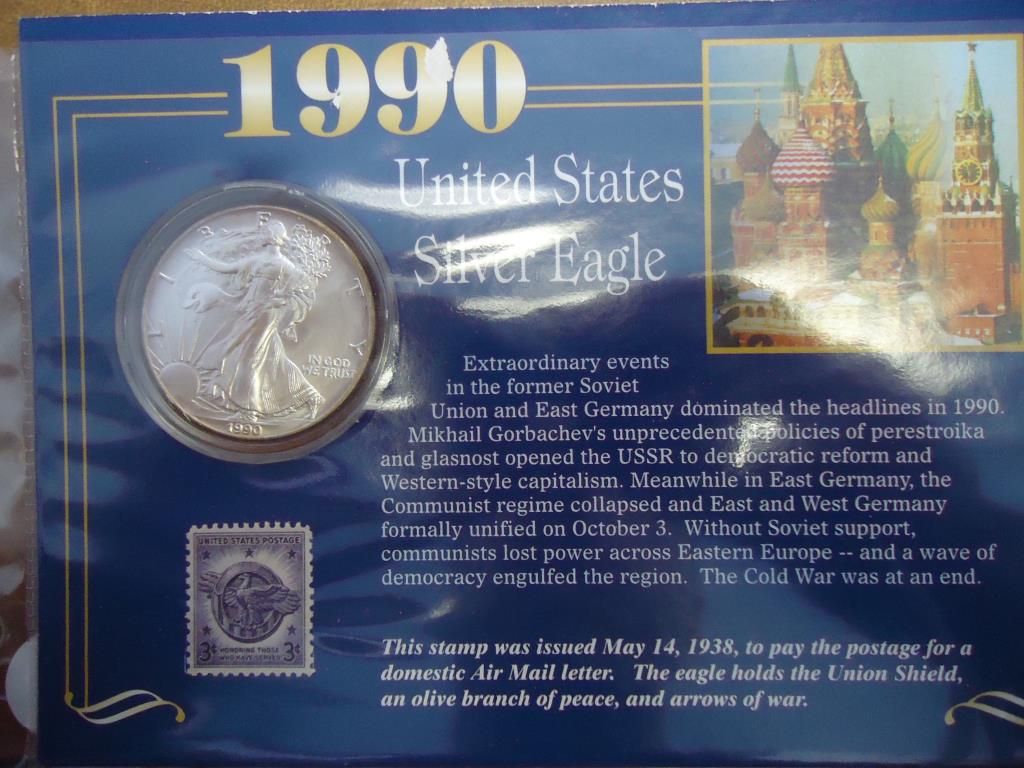 1990
United States
Silver Eagle
LIBERTY
IN GOD
WE TRUST
1990
Extraordinary events
in the former Soviet
Union and East Germany dominated the headlines in 1990.
Mikhail Gorbachev's unprecedented policies of perestroika
and glasnost opened the USSR to democratic reform and
Western-style capitalism. Meanwhile in East Germany, the
Communist regime collapsed and East and West Germany
formally unified on October 3. Without Soviet support,
communists lost power across Eastern Europe -- and a wave of
democracy engulfed the region. The Cold War was at an end.
UNITED STATES POSTAGE
3¢ HONORING THOSE 3¢
WHO HAVE SERVED
This stamp was issued May 14, 1938, to pay the postage for a
domestic Air Mail letter. The eagle holds the Union Shield,
an olive branch of peace, and arrows of war.